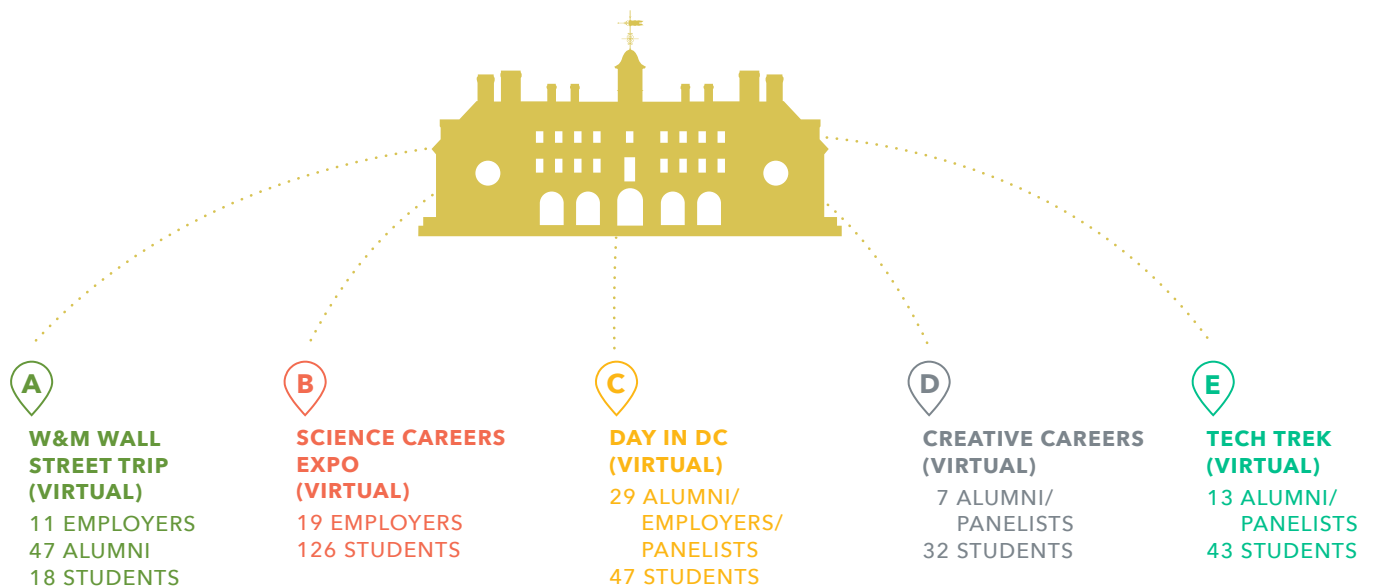 A
W&M WALL
STREET TRIP
(VIRTUAL)
11 EMPLOYERS
47 ALUMNI
18 STUDENTS
B
SCIENCE CAREERS
EXPO
(VIRTUAL)
19 EMPLOYERS
126 STUDENTS
C
DAY IN DC
(VIRTUAL)
29 ALUMNI/
EMPLOYERS/
PANELISTS
47 STUDENTS
D
CREATIVE CAREERS
(VIRTUAL)
7 ALUMNI/
PANELISTS
32 STUDENTS
E
TECH TREK
(VIRTUAL)
13 ALUMNI/
PANELISTS
43 STUDENTS